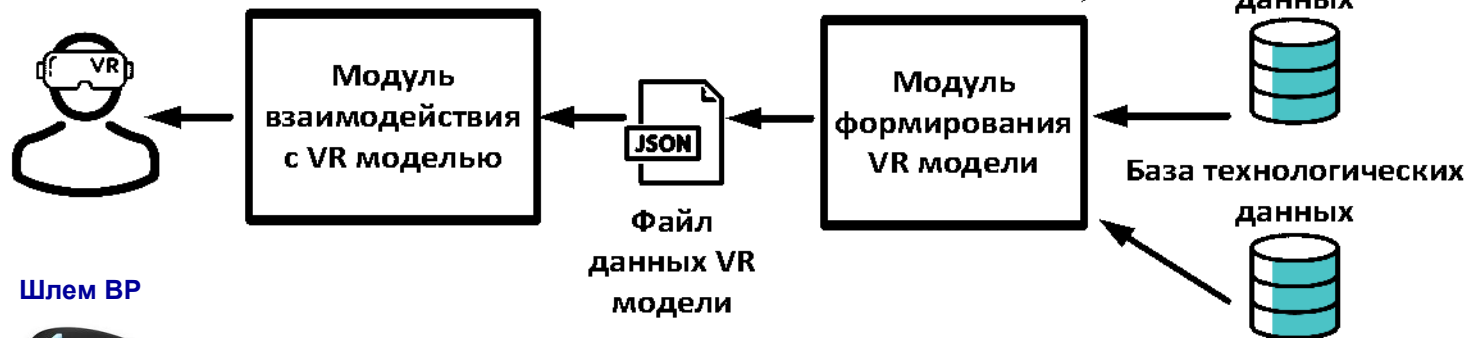 данных
VR
Модуль
взаимодействия
с VR моделью
JSON
Файл
данных VR
модели
Модуль
формирования
VR модели
База технологических
данных
Шлем ВР